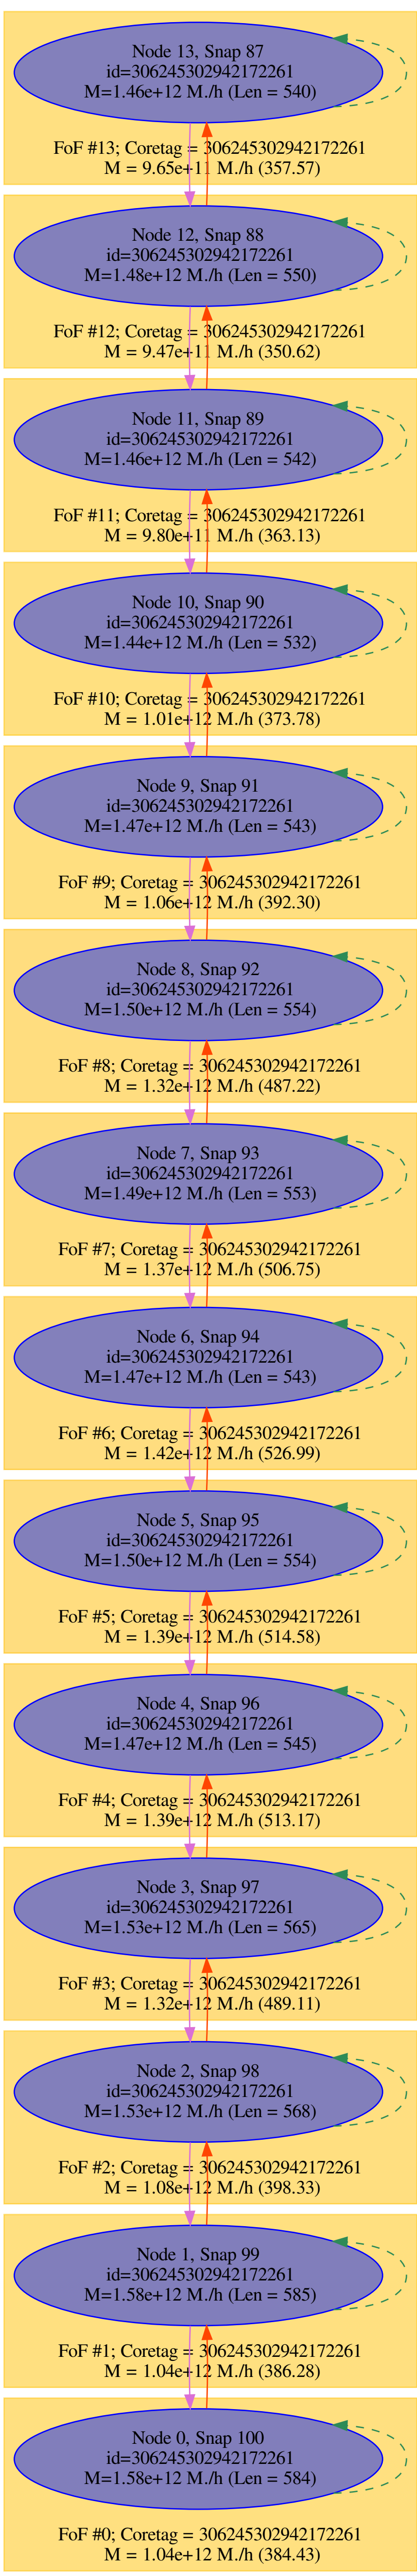 Node 13, Snap 87
id=306245302942172261
M=1.46e+12 M./h (Len = 540)
FoF #13; Coretag = 306245302942172261
M = 9.65e+11 M./h (357.57)
Node 12, Snap 88
id=306245302942172261
M=1.48e+12 M./h (Len = 550)
FoF #12; Coretag = 306245302942172261
M = 9.47e+11 M./h (350.62)
Node 11, Snap 89
id=306245302942172261
M=1.46e+12 M./h (Len = 542)
FoF #11; Coretag = 306245302942172261
M = 9.80e+11 M./h (363.13)
Node 10, Snap 90
id=306245302942172261
M=1.44e+12 M./h (Len = 532)
FoF #10; Coretag = 306245302942172261
M = 1.01e+12 M./h (373.78)
Node 9, Snap 91
id=306245302942172261
M=1.47e+12 M./h (Len = 543)
FoF #9; Coretag = 306245302942172261
M = 1.06e+12 M./h (392.30)
Node 8, Snap 92
id=306245302942172261
M=1.50e+12 M./h (Len = 554)
FoF #8; Coretag = 306245302942172261
M = 1.32e+12 M./h (487.22)
Node 7, Snap 93
id=306245302942172261
M=1.49e+12 M./h (Len = 553)
FoF #7; Coretag = 306245302942172261
M = 1.37e+12 M./h (506.75)
Node 6, Snap 94
id=306245302942172261
M=1.47e+12 M./h (Len = 543)
FoF #6; Coretag = 306245302942172261
M = 1.42e+12 M./h (526.99)
Node 5, Snap 95
id=306245302942172261
M=1.50e+12 M./h (Len = 554)
FoF #5; Coretag = 306245302942172261
M = 1.39e+12 M./h (514.58)
Node 4, Snap 96
id=306245302942172261
M=1.47e+12 M./h (Len = 545)
FoF #4; Coretag = 306245302942172261
M = 1.39e+12 M./h (513.17)
Node 3, Snap 97
id=306245302942172261
M=1.53e+12 M./h (Len = 565)
FoF #3; Coretag = 306245302942172261
M = 1.32e+12 M./h (489.11)
Node 2, Snap 98
id=306245302942172261
M=1.53e+12 M./h (Len = 568)
FoF #2; Coretag = 306245302942172261
M = 1.08e+12 M./h (398.33)
Node 1, Snap 99
id=306245302942172261
M=1.58e+12 M./h (Len = 585)
FoF #1; Coretag = 306245302942172261
M = 1.04e+12 M./h (386.28)
Node 0, Snap 100
id=306245302942172261
M=1.58e+12 M./h (Len = 584)
FoF #0; Coretag = 306245302942172261
M = 1.04e+12 M./h (384.43)